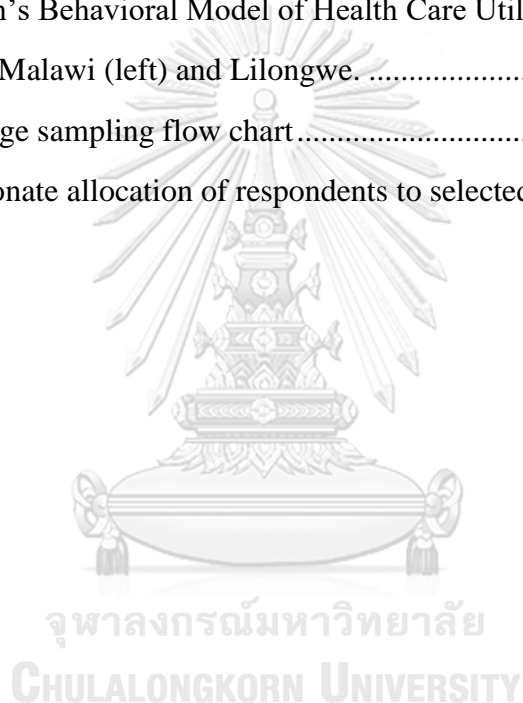 n’s Behavioral Model of Health Care Util
Malawi (left) and Lilongwe. ....................
ge sampling flow chart............................
onate allocation of respondents to selected
จุฬาลงกรณ์มหาวิทยาลัย
CHULALONGKORN UNIVERSITY